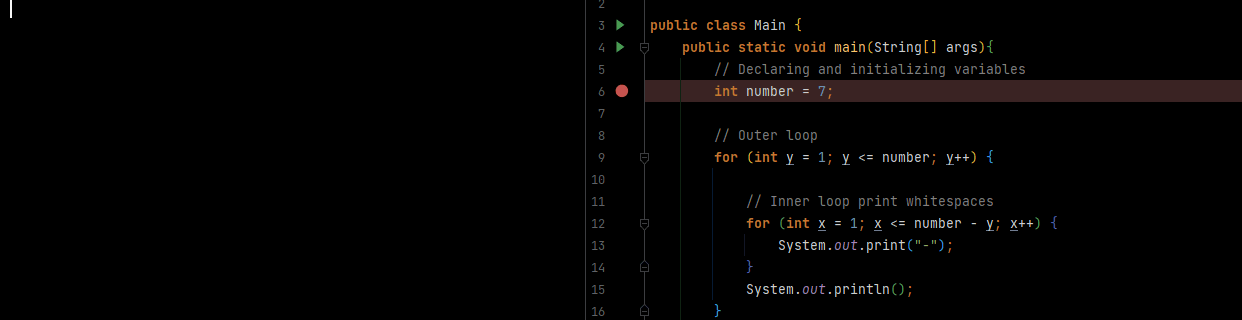 2
3 public class Main {
4 public static void main(String[] args){
5 // Declaring and initializing variables
6 int number = 7;
7
8 // Outer loop
9 for (int y = 1; y <= number; y++) {
10
11 // Inner loop print whitespaces
12 for (int x = 1; x <= number - y; x++) {
13 System.out.print("-");
14 }
15 System.out.println();
16 }